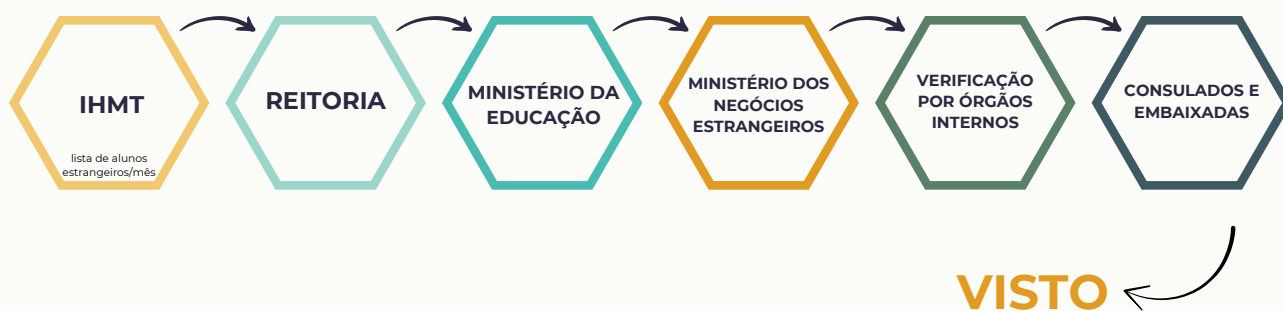 IHMT
lista de alunos
estrangeiros/mês
REITORIA
MINISTÉRIO DA
EDUCAÇÃO
MINISTÉRIO DOS
NEGÓCIOS
ESTRANGEIROS
VERIFICAÇÃO
POR ÓRGÃOS
INTERNOS
CONSULADOS E
EMBAIXADAS
VISTO